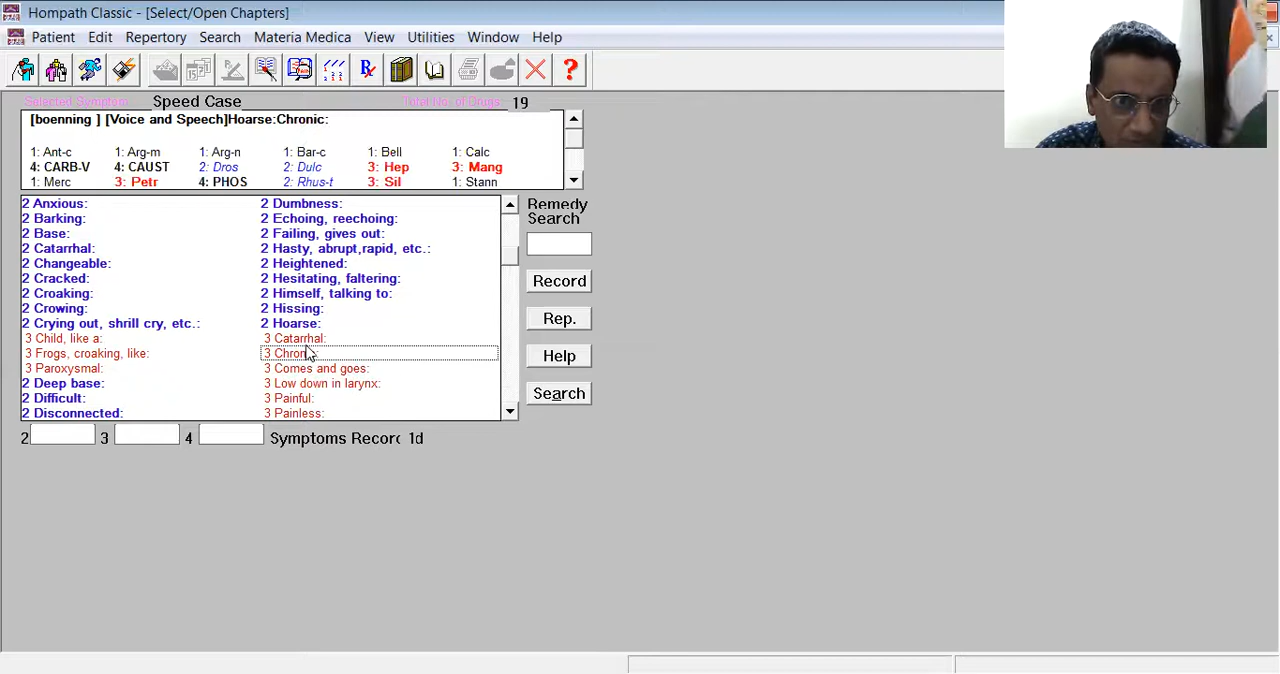 Hompath Classic - [Select/Open Chapters]
Patient Edit Repertory Search Materia Medica View Utilities Window Help
Selected Symptom Speed Case Total No. of Drugs: 19
[boenning ] [Voice and Speech]Hoarse:Chronic:
1: Ant-c 1: Arg-m 1: Arg-n 1: Bar-c 1: Bell 1: Calc
4: CARB-V 4: CAUST 2: Dros 2: Dulc 3: Hep 3: Mang
1: Merc 3: Petr 4: PHOS 2: Rhus-t 3: Sil 1: Stann
2 Anxious: 2 Dumbness:
2 Barking: 2 Echoing, reechoing:
2 Base: 2 Failing, gives out:
2 Catarrhal: 2 Hasty, abrupt,rapid, etc.:
2 Changeable: 2 Heightened:
2 Cracked: 2 Hesitating, faltering:
2 Croaking: 2 Himself, talking to:
2 Crowing: 2 Hissing:
2 Crying out, shrill cry, etc.: 2 Hoarse:
3 Child, like a: 3 Catarrhal:
3 Frogs, croaking, like: 3
3 Paroxysmal: 3 Comes and goes:
2 Deep base: 3 Low down in larynx:
2 Difficult: 3 Painful:
2 Disconnected: 3 Painless:
Remedy
Search
Record
Rep.
Help
Search
2 3 4 Symptoms Recor 1d